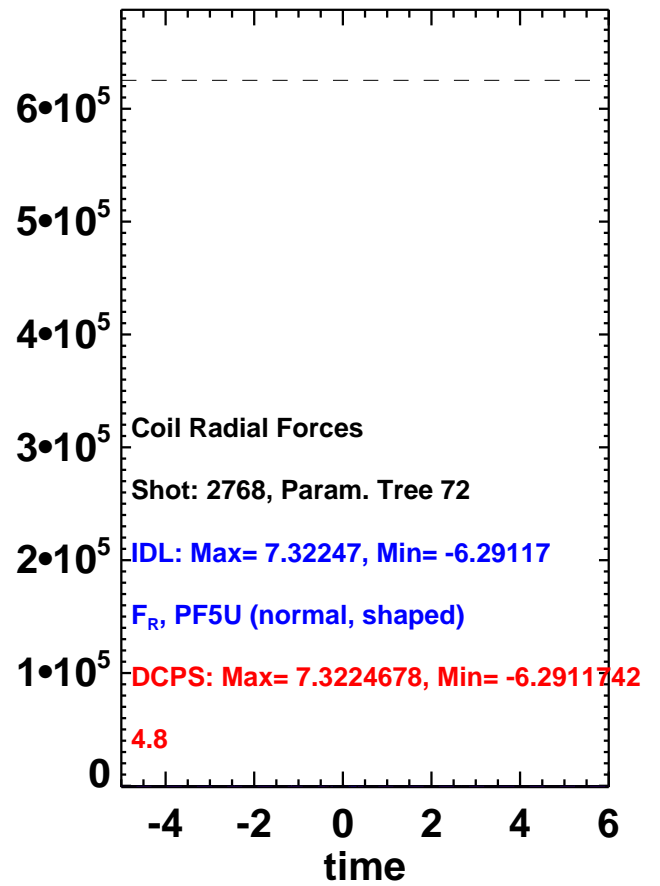 6•10⁵
5•10⁵
4•10⁵
3•10⁵
2•10⁵
1•10⁵
0
Coil Radial Forces
Shot: 2768, Param. Tree 72
IDL: Max= 7.32247, Min= -6.29117
F_R, PF5U (normal, shaped)
DCPS: Max= 7.3224678, Min= -6.2911742
4.8
-4 -2 0 2 4 6
time